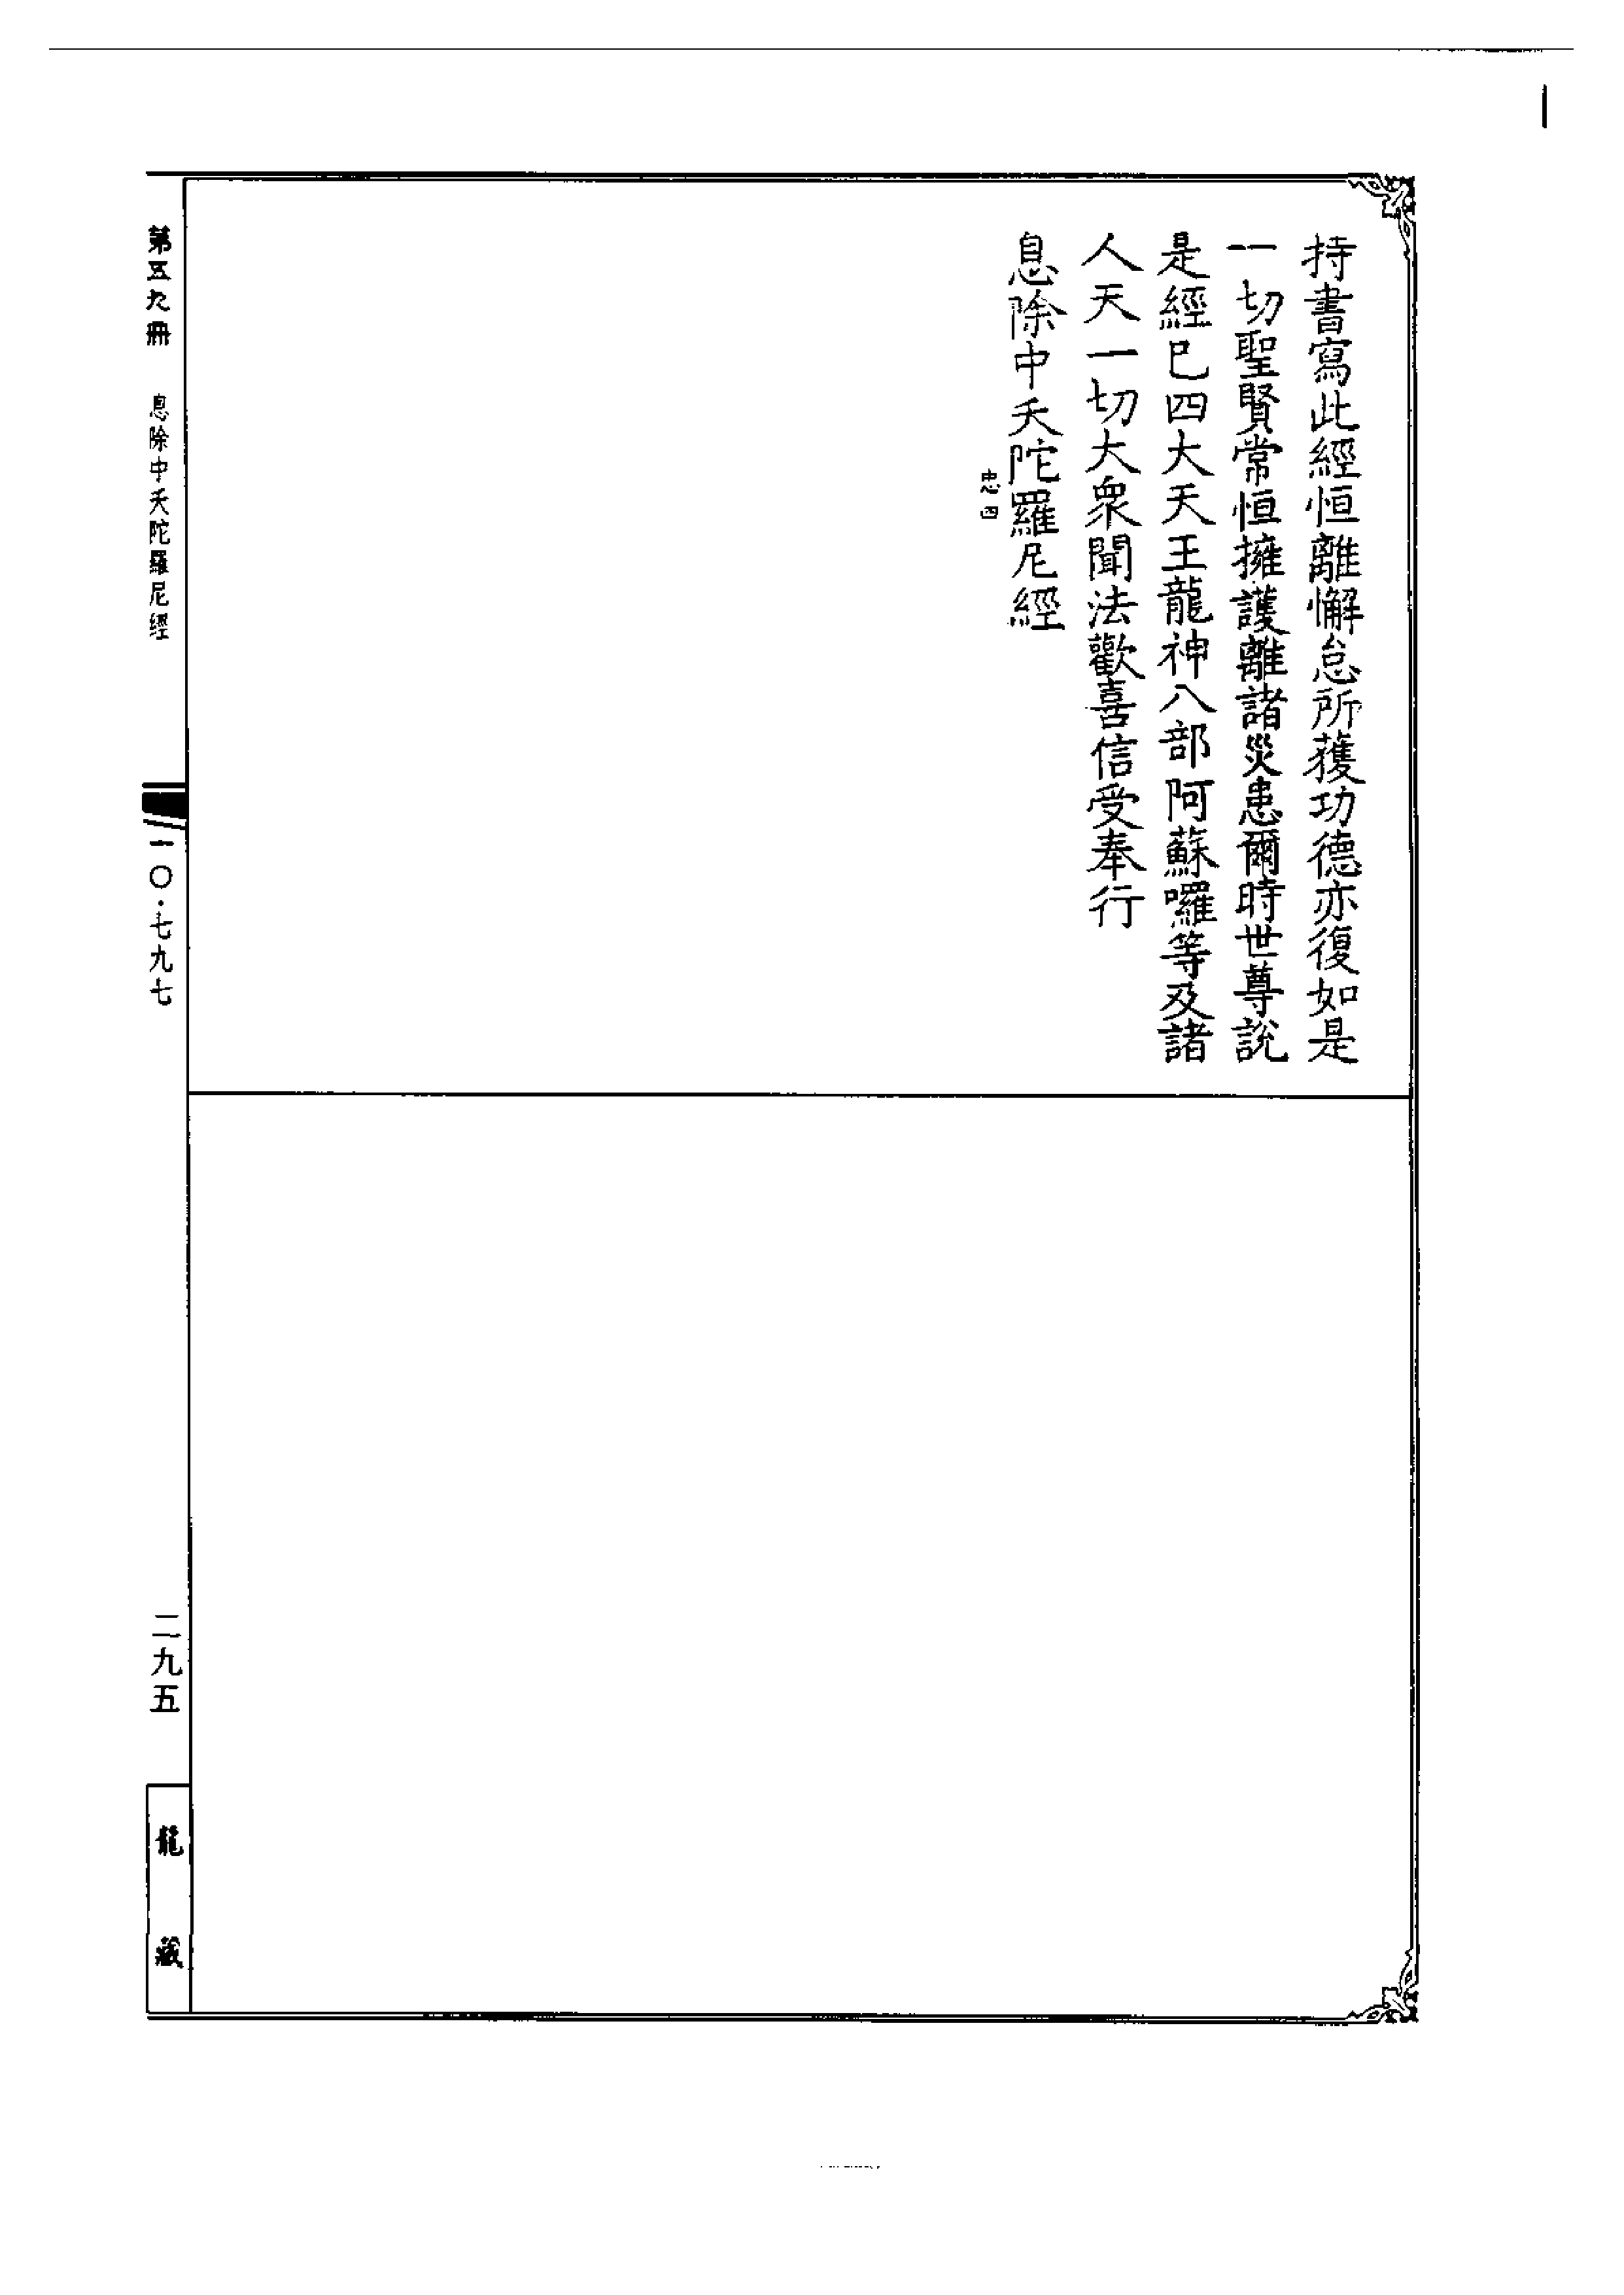 持書寫此經恒離懈怠所獲功德亦復如是
一切聖賢常恒擁護離諸災患爾時世尊説
是經已四大天王龍神八部阿蘇囉等及諸
人天一切大衆聞法歡喜信受奉行
息除中夭陀羅尼經
忠四
第五九冊 息除中夭陀羅尼經
一〇·七九七
二九五
龍藏